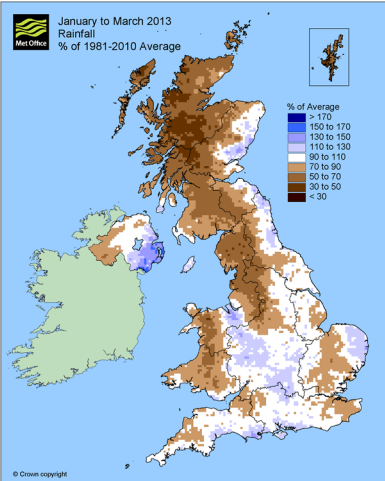 Met Office
January to March 2013
Rainfall
% of 1981-2010 Average
% of Average
> 170
150 to 170
130 to 150
110 to 130
90 to 110
70 to 90
50 to 70
30 to 50
< 30
© Crown copyright